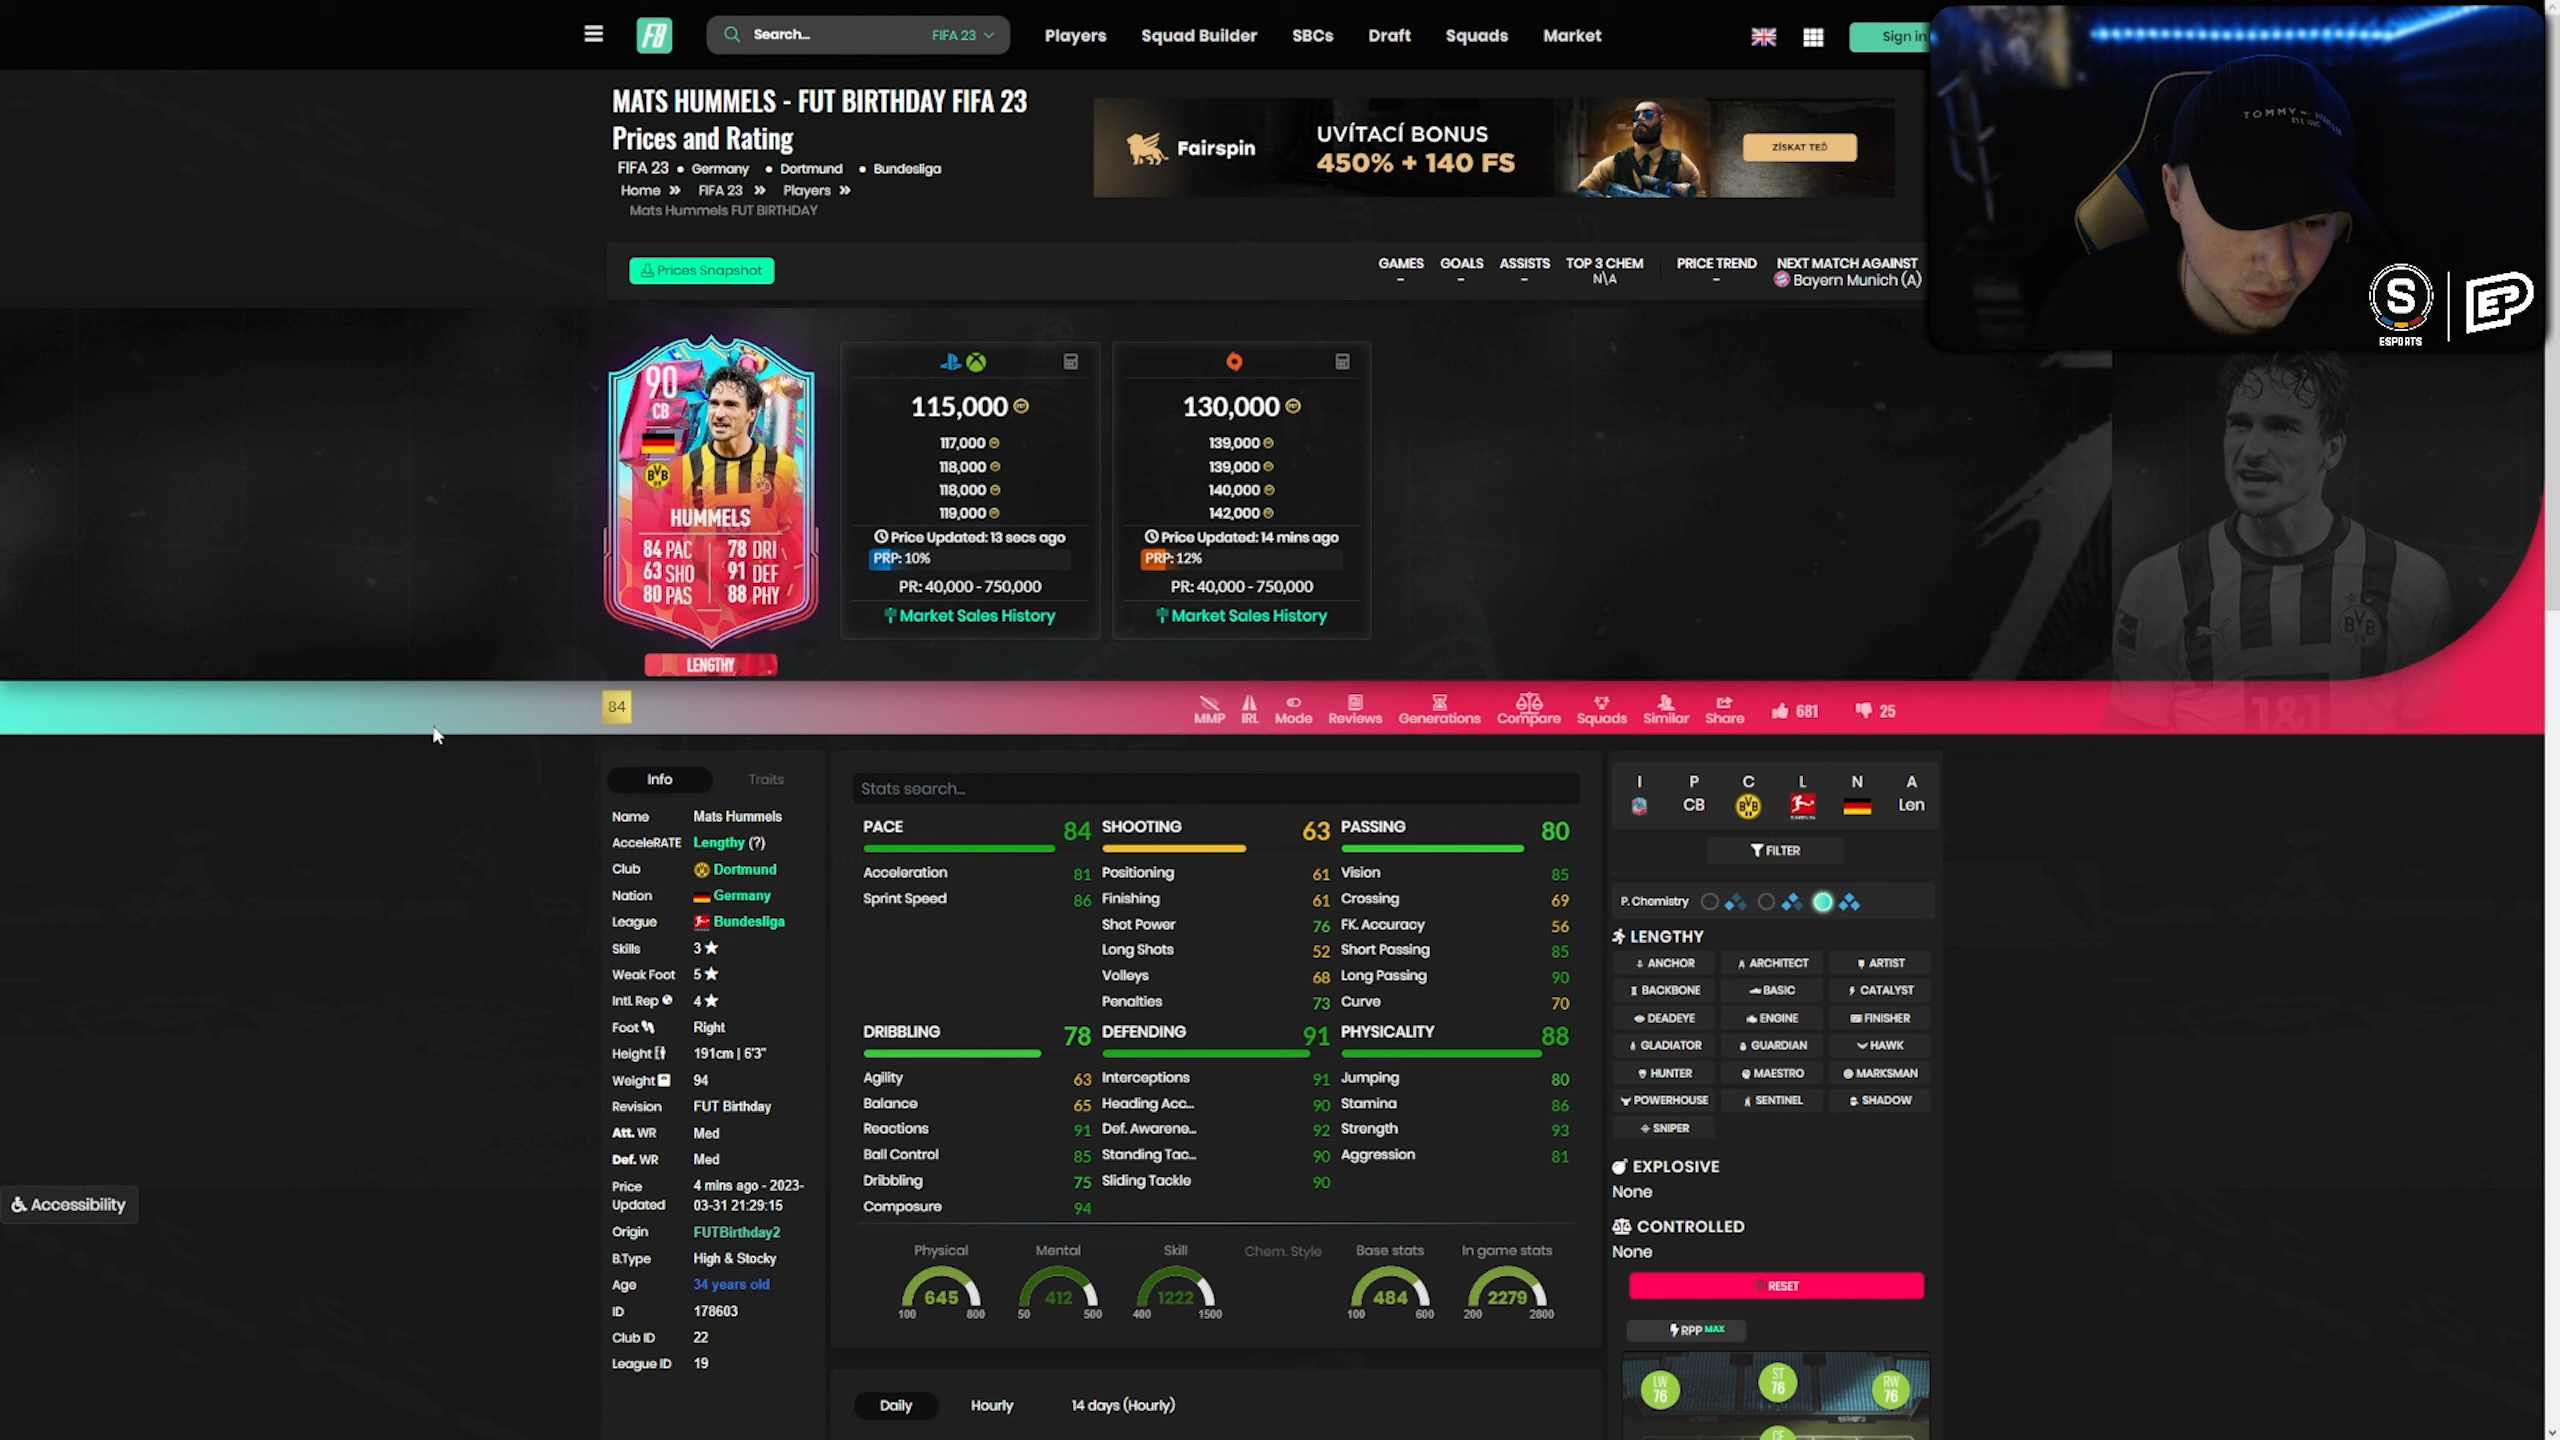 Search...
FIFA 23
Players
Squad Builder
SBCs
Draft
Squads
Market
Sign in
MATS HUMMELS - FUT BIRTHDAY FIFA 23
Prices and Rating
FIFA 23 • Germany • Dortmund • Bundesliga
Home » FIFA 23 » Players »
Mats Hummels FUT BIRTHDAY
Fairspin
UVÍTACÍ BONUS
450% + 140 FS
ZÍSKAT TEĎ
TOMMY
ESPORTS
EP
Prices Snapshot
GAMES
-
GOALS
-
ASSISTS
-
TOP 3 CHEM
N\A
PRICE TREND
-
NEXT MATCH AGAINST
Bayern Munich (A)
90
CB
BVB
09
HUMMELS
84 PAC 78 DRI
63 SHO 91 DEF
80 PAS 88 PHY
LENGTHY
115,000
117,000
118,000
118,000
119,000
Price Updated: 13 secs ago
PRP: 10%
PR: 40,000 - 750,000
Market Sales History
130,000
139,000
139,000
140,000
142,000
Price Updated: 14 mins ago
PRP: 12%
PR: 40,000 - 750,000
Market Sales History
BVB
1&1
84
MMP
IRL
Mode
Reviews
Generations
Compare
Squads
Similar
Share
681
25
Info Traits
Name Mats Hummels
AcceleRATE Lengthy (?)
Club Dortmund
Nation Germany
League Bundesliga
Skills 3
Weak Foot 5
Intl. Rep 4
Foot Right
Height 191cm | 6'3"
Weight 94
Revision FUT Birthday
Att. WR Med
Def. WR Med
Price Updated 4 mins ago - 2023-
03-31 21:29:15
Origin FUTBirthday2
B.Type High & Stocky
Age 34 years old
ID 178603
Club ID 22
League ID 19
Accessibility
Stats search...
PACE 84
Acceleration 81
Sprint Speed 86
SHOOTING 63
Positioning 61
Finishing 61
Shot Power 76
Long Shots 52
Volleys 68
Penalties 73
PASSING 80
Vision 85
Crossing 69
FK. Accuracy 56
Short Passing 85
Long Passing 90
Curve 70
DRIBBLING 78
Agility 63
Balance 65
Reactions 91
Ball Control 85
Dribbling 75
Composure 94
DEFENDING 91
Interceptions 91
Heading Acc... 90
Def. Awarene... 92
Standing Tac... 90
Sliding Tackle 90
PHYSICALITY 88
Jumping 80
Stamina 86
Strength 93
Aggression 81
Physical
645
100 800
Mental
412
50 500
Skill
1222
400 1500
Chem. Style
Base stats
484
100 600
In game stats
2279
200 2800
Daily Hourly 14 days (Hourly)
I P C L N A
CB BVB 09 BUNDESLIGA Len
FILTER
P. Chemistry
LENGTHY
ANCHOR ARCHITECT ARTIST
BACKBONE BASIC CATALYST
DEADEYE ENGINE FINISHER
GLADIATOR GUARDIAN HAWK
HUNTER MAESTRO MARKSMAN
POWERHOUSE SENTINEL SHADOW
SNIPER
EXPLOSIVE
None
CONTROLLED
None
RESET
RPP MAX
LW
76
ST
76
RW
76
CF